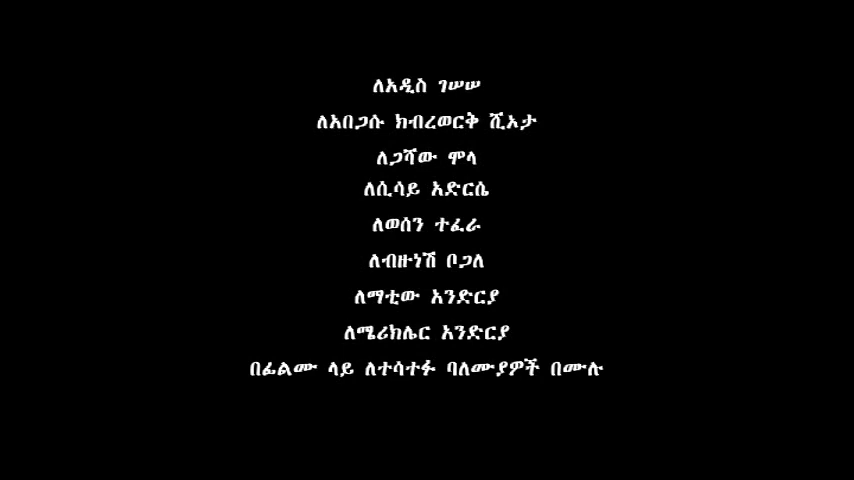 ለአዲስ ገሠሠ
ለአበጋሱ ክብረወርቅ ሺኦታ
ለጋሻው ሞላ
ለሲሳይ አድርሴ
ለወሰን ተፈራ
ለብዙነሽ ቦጋለ
ለማቲው አንድርያ
ለሜሪክሌር አንድርያ
በፊልሙ ላይ ለተሳተፉ ባለሙያዎች በሙሉ